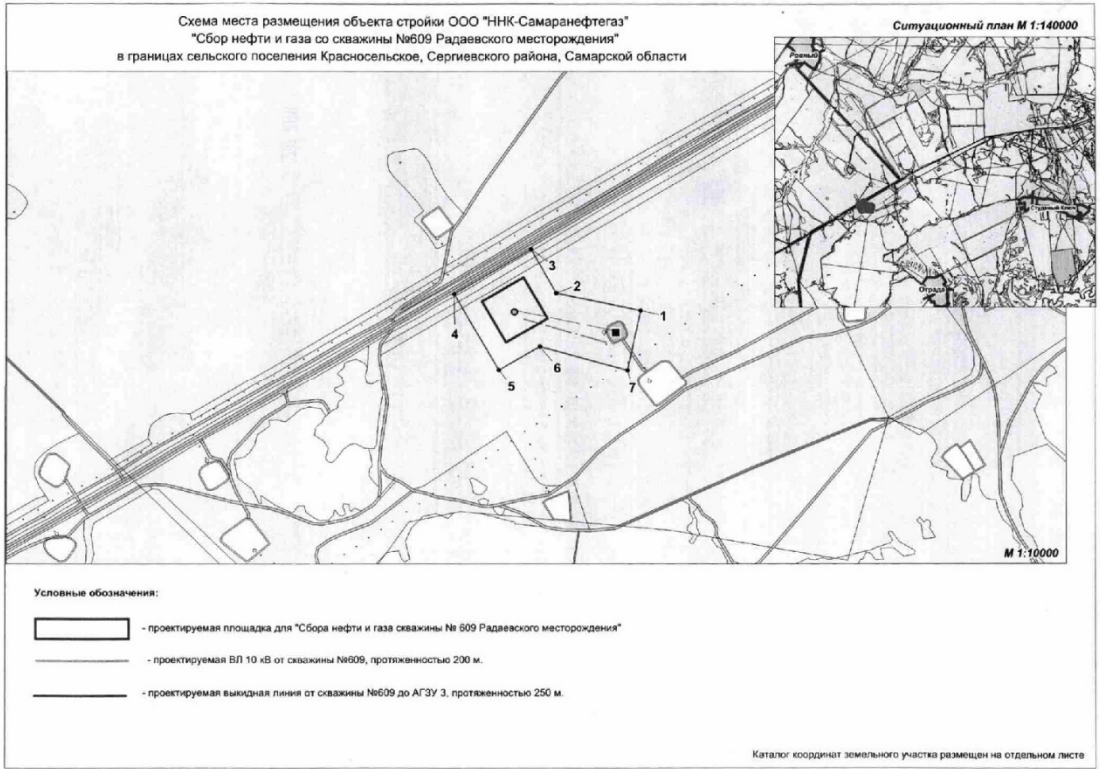 Схема места размещения объекта стройки ООО "ННК-Самаранефтегаз"
"Сбор нефти и газа со скважины №609 Радаевского месторождения"
в границах сельского поселения Красносельское, Сергиевского района, Самарской области
Ситуационный план М 1:140000
Ровный
Студеный Ключ
Отрада
3
2
1
4
5
6
7
М 1:10000
Условные обозначения:
- проектируемая площадка для "Сбора нефти и газа скважины № 609 Радаевского месторождения"
- проектируемая ВЛ 10 кВ от скважины №609, протяженностью 200 м.
- проектируемая выкидная линия от скважины №609 до АГЗУ 3, протяженностью 250 м.
Каталог координат земельного участка размещен на отдельном листе